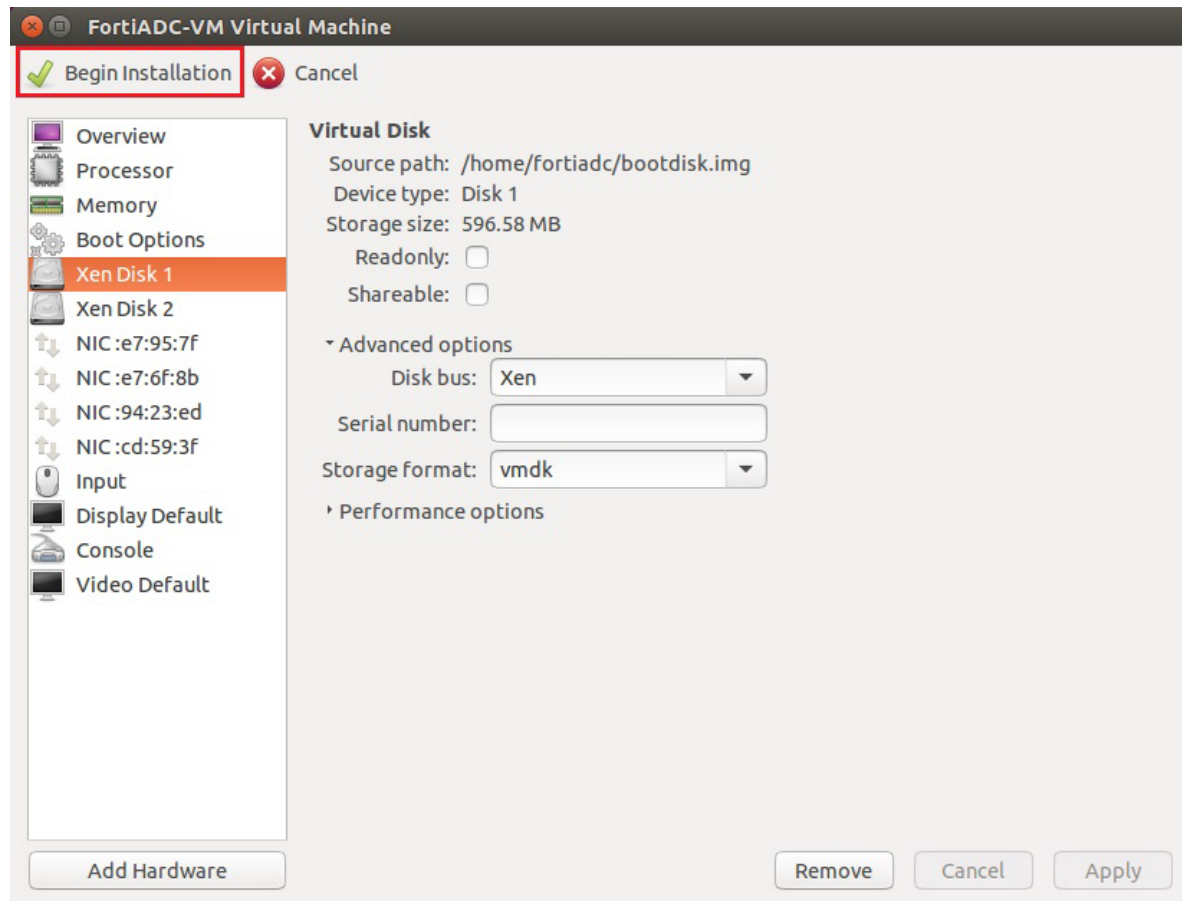 FortiADC-VM Virtual Machine
Begin Installation Cancel
Overview
Processor
Memory
Boot Options
Xen Disk 1
Xen Disk 2
NIC :e7:95:7f
NIC :e7:6f:8b
NIC :94:23:ed
NIC :cd:59:3f
Input
Display Default
Console
Video Default
Add Hardware
Virtual Disk
Source path: /home/fortiadc/bootdisk.img
Device type: Disk 1
Storage size: 596.58 MB
Readonly:
Shareable:
Advanced options
Disk bus: Xen
Serial number:
Storage format: vmdk
Performance options
Remove Cancel Apply